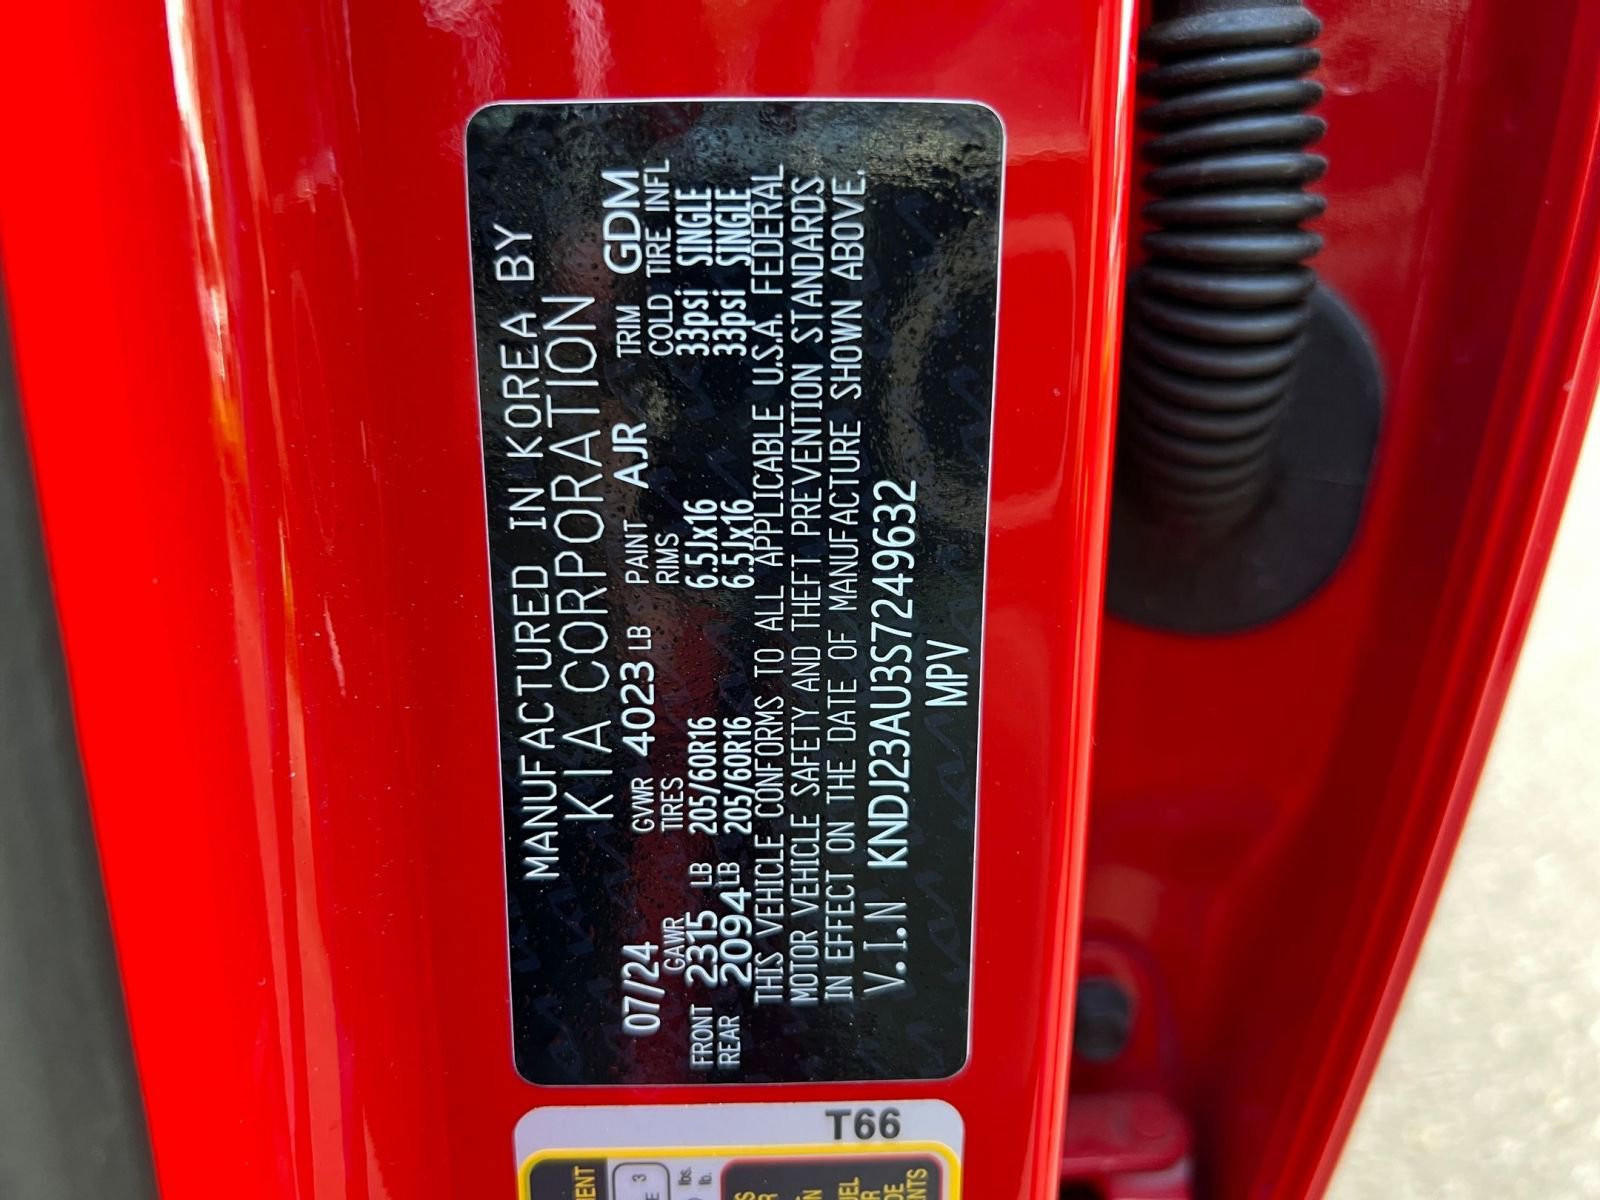 MANUFACTURED IN KOREA BY
KIA CORPORATION
07/24 GVWR 4023 LB PAINT AJR TRIM GDM
GAWR TIRES RIMS COLD TIRE INFL
FRONT 2315 LB 205/60R16 6.5Jx16 33psi SINGLE
REAR 2094 LB 205/60R16 6.5Jx16 33psi SINGLE
THIS VEHICLE CONFORMS TO ALL APPLICABLE U.S.A. FEDERAL
MOTOR VEHICLE SAFETY AND THEFT PREVENTION STANDARDS
IN EFFECT ON THE DATE OF MANUFACTURE SHOWN ABOVE.
V.I.N KNDJ23AU3S7249632
MPV
T66
3
lbs.